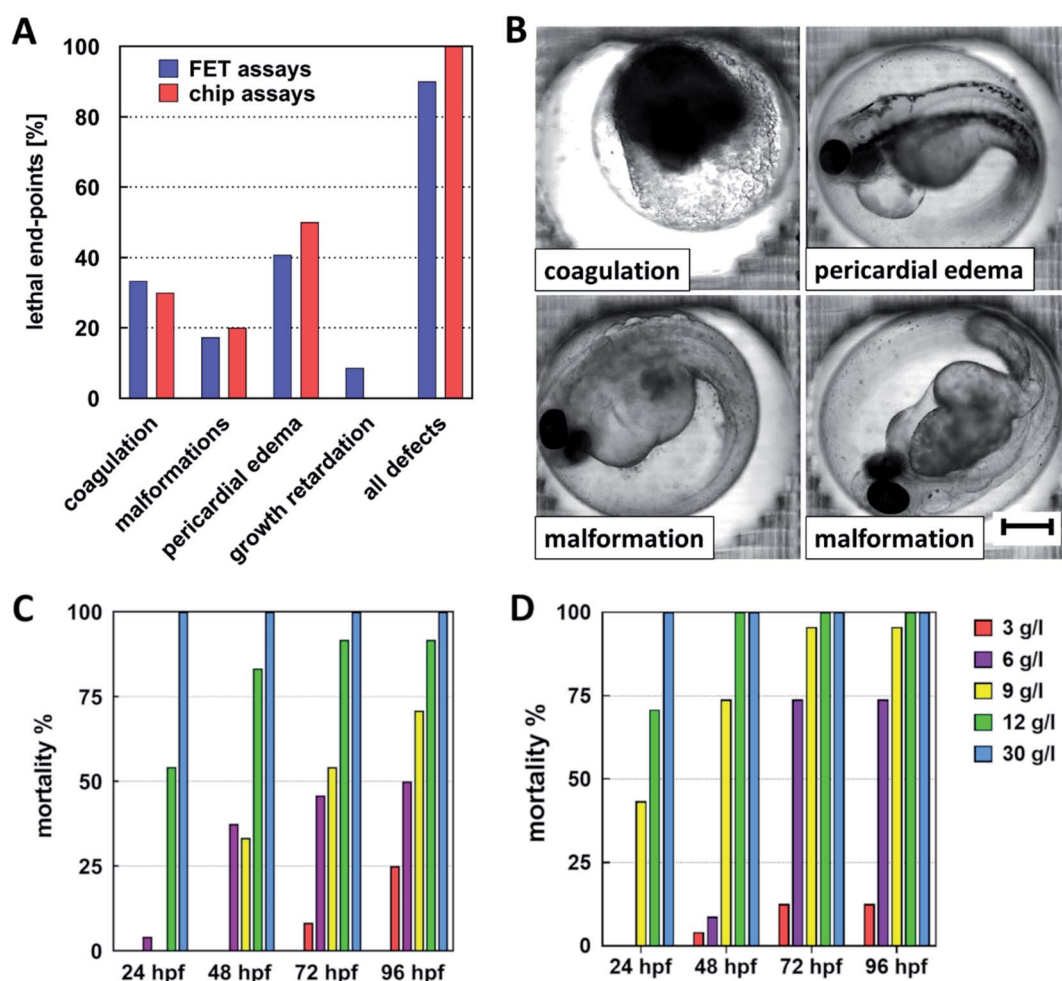 A
100
80
60
40
20
0
lethal end-points [%]
FET assays
chip assays
coagulation
malformations
pericardial edema
growth retardation
all defects
B
coagulation
pericardial edema
malformation
malformation
C
100
75
50
25
0
mortality %
24 hpf 48 hpf 72 hpf 96 hpf
D
100
75
50
25
0
mortality %
24 hpf 48 hpf 72 hpf 96 hpf
3 g/l
6 g/l
9 g/l
12 g/l
30 g/l